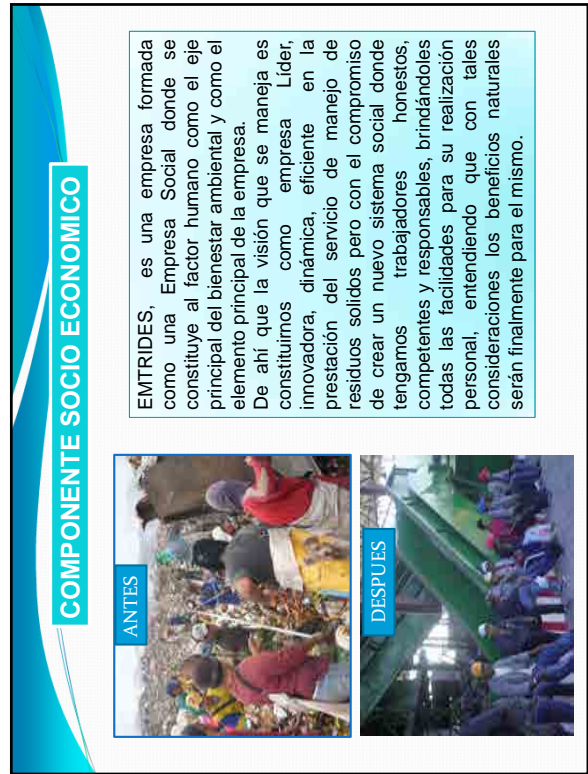 COMPONENTE SOCIO ECONOMICO
ANTES
DESPUES
EMTRIDES, es una empresa formada
como una Empresa Social donde se
constituye al factor humano como el eje
principal del bienestar ambiental y como el
elemento principal de la empresa.
De ahí que la visión que se maneja es
constituirnos como empresa Líder,
innovadora, dinámica, eficiente en la
prestación del servicio de manejo de
residuos solidos pero con el compromiso
de crear un nuevo sistema social donde
tengamos trabajadores honestos,
competentes y responsables, brindándoles
todas las facilidades para su realización
personal, entendiendo que con tales
consideraciones los beneficios naturales
serán finalmente para el mismo.